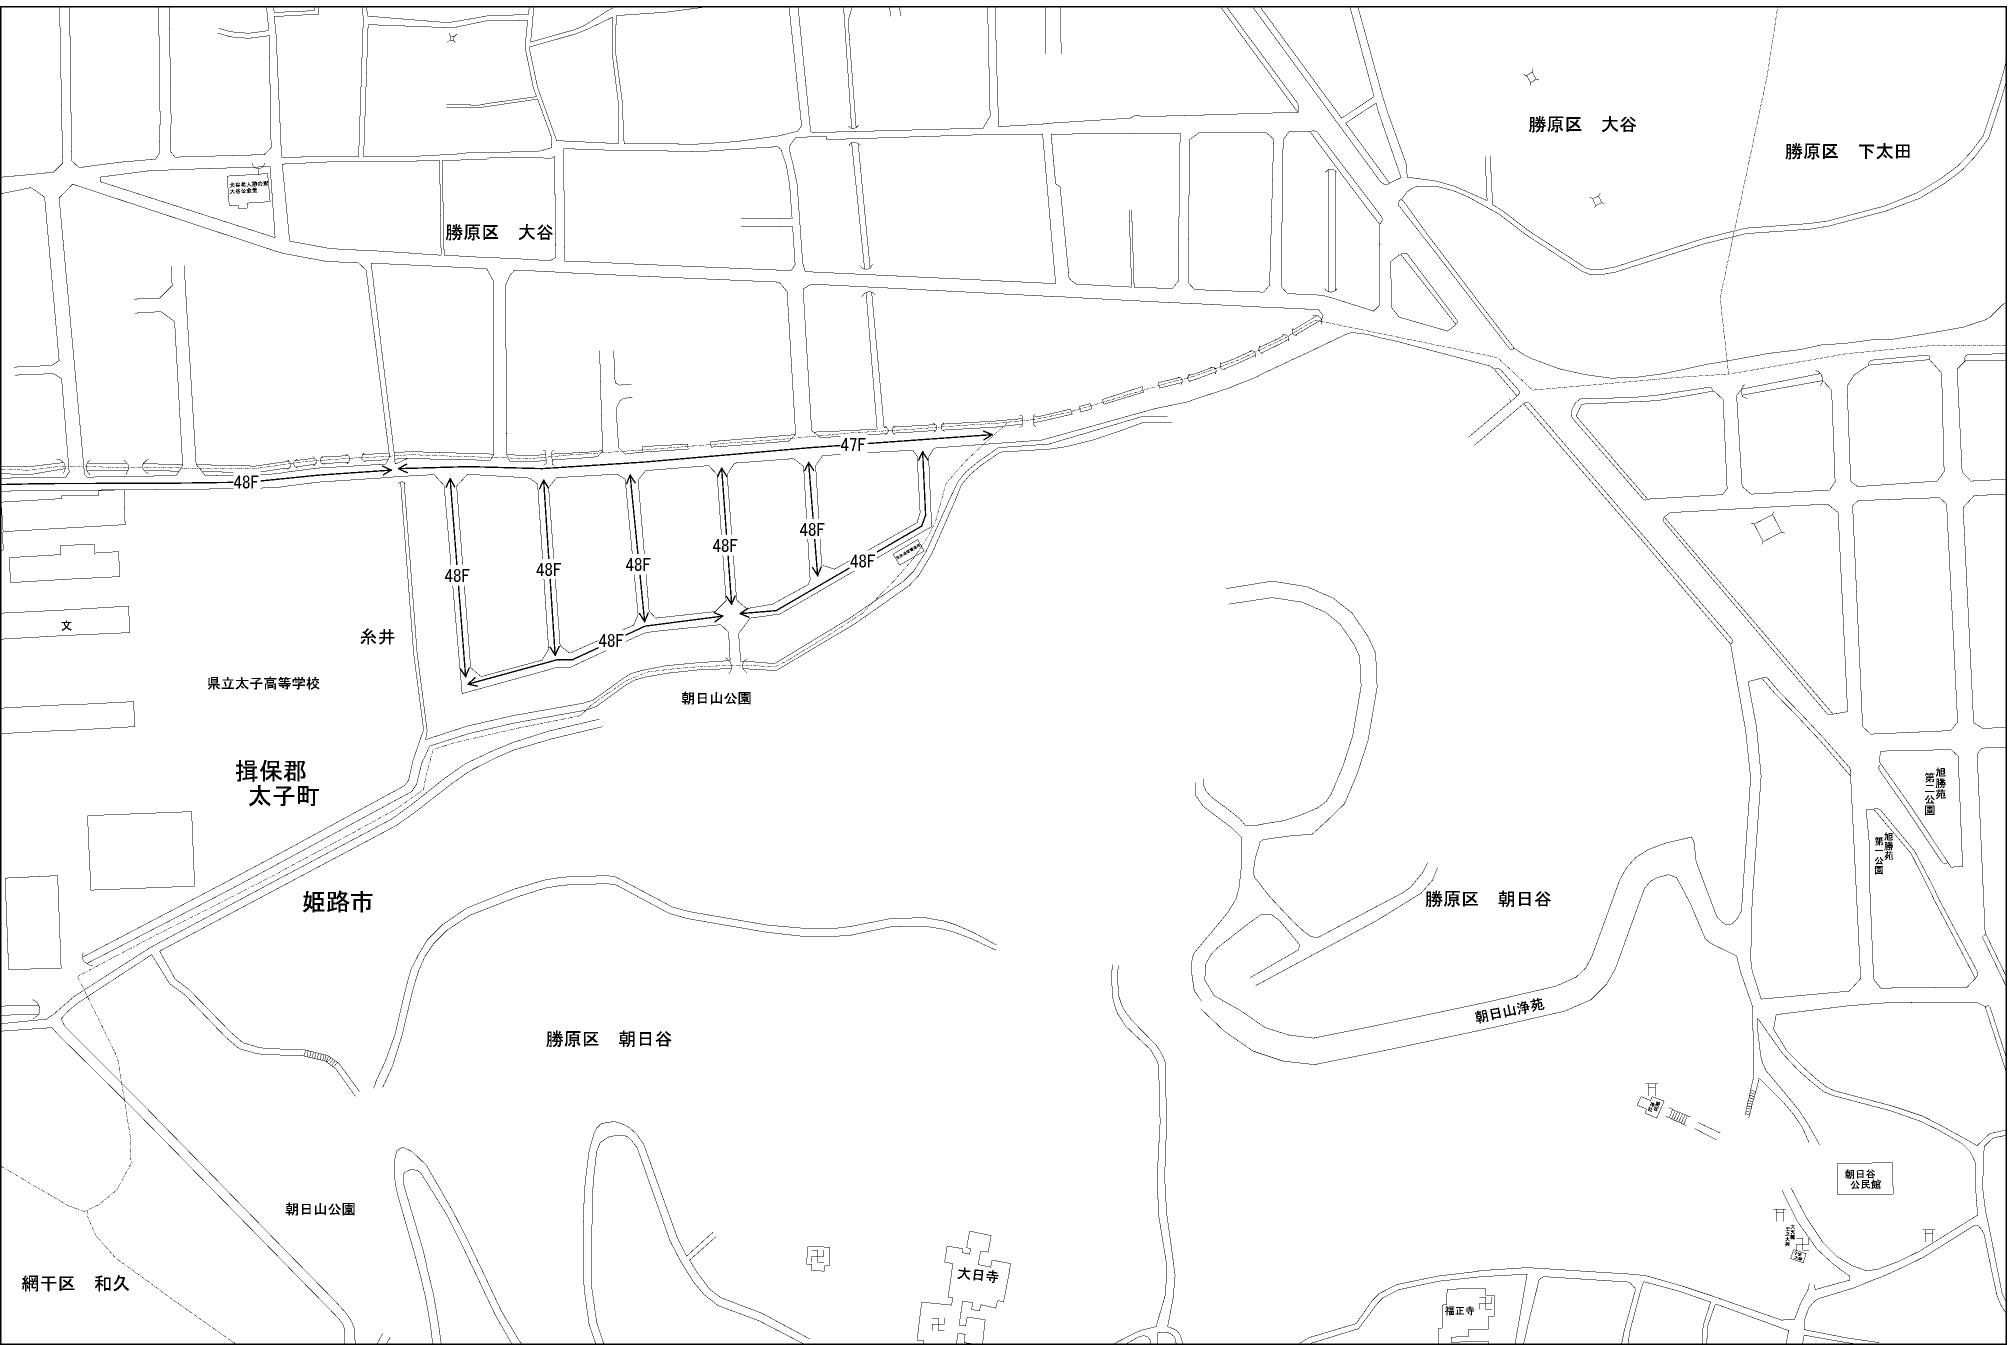 勝原区　大谷
勝原区　下太田
大谷公会堂
勝原区　大谷
47F
48F
48F
48F
48F
48F
48F
48F
48F
文
糸井
県立太子高等学校
朝日山公園
揖保郡
太子町
旭勝苑
第二公園
旭勝苑
第一公園
姫路市
勝原区　朝日谷
朝日山浄苑
勝原区　朝日谷
朝日谷
公民館
朝日山公園
網干区　和久
大日寺
福正寺